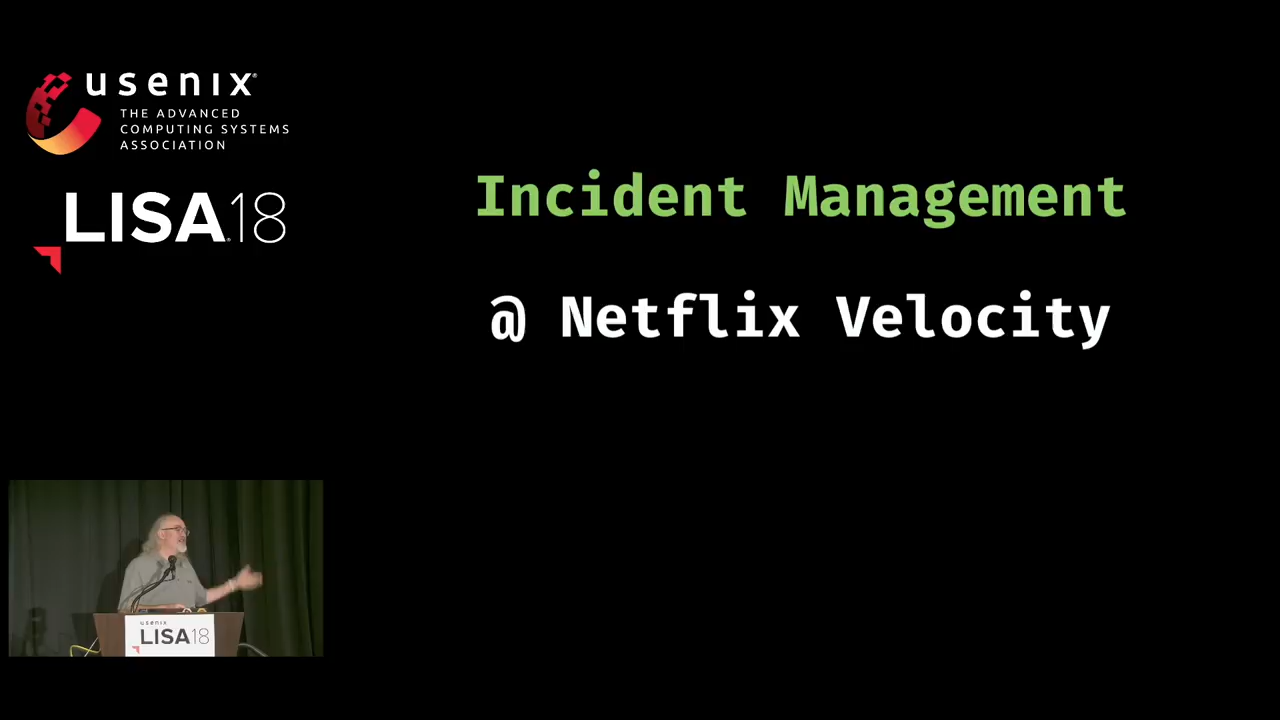 usenix®
THE ADVANCED
COMPUTING SYSTEMS
ASSOCIATION
LISA18
Incident Management
@ Netflix Velocity
usenix
LISA18